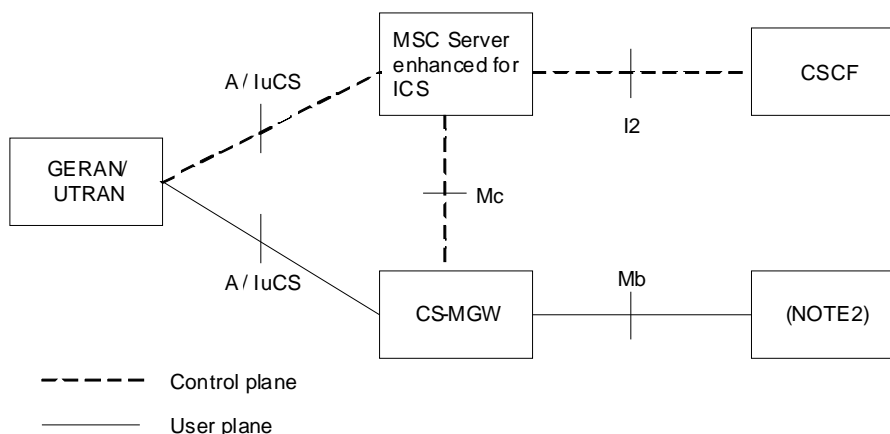 MSC Server
enhanced for
ICS
CSCF
A / IuCS
I2
GERAN/
UTRAN
Mc
A / IuCS
Mb
CS-MGW
(NOTE2)
Control plane
User plane